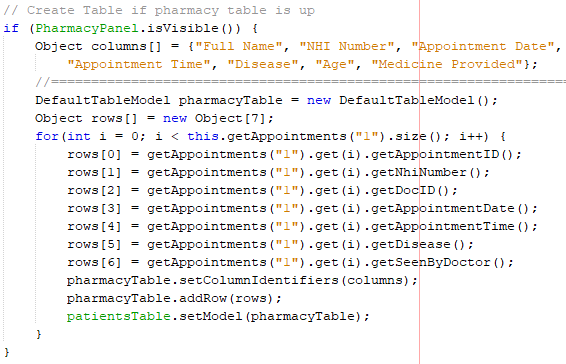 // Create Table if pharmacy table is up
if (PharmacyPanel.isVisible()) {
    Object columns[] = {"Full Name", "NHI Number", "Appointment Date",
        "Appointment Time", "Disease", "Age", "Medicine Provided"};
    //================================================================
    DefaultTableModel pharmacyTable = new DefaultTableModel();
    Object rows[] = new Object[7];
    for(int i = 0; i < this.getAppointments("1").size(); i++) {
        rows[0] = getAppointments("1").get(i).getAppointmentID();
        rows[1] = getAppointments("1").get(i).getNhiNumber();
        rows[2] = getAppointments("1").get(i).getDocID();
        rows[3] = getAppointments("1").get(i).getAppointmentDate();
        rows[4] = getAppointments("1").get(i).getAppointmentTime();
        rows[5] = getAppointments("1").get(i).getDisease();
        rows[6] = getAppointments("1").get(i).getSeenByDoctor();
        pharmacyTable.setColumnIdentifiers(columns);
        pharmacyTable.addRow(rows);
        patientsTable.setModel(pharmacyTable);
    }
}